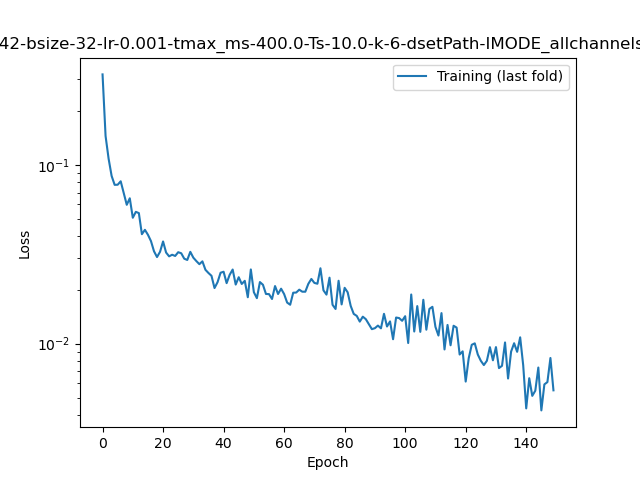 42-bsize-32-lr-0.001-tmax_ms-400.0-Ts-10.0-k-6-dsetPath-IMODE_allchannels
Training (last fold)
10⁻¹
Loss
10⁻²
0 20 40 60 80 100 120 140
Epoch